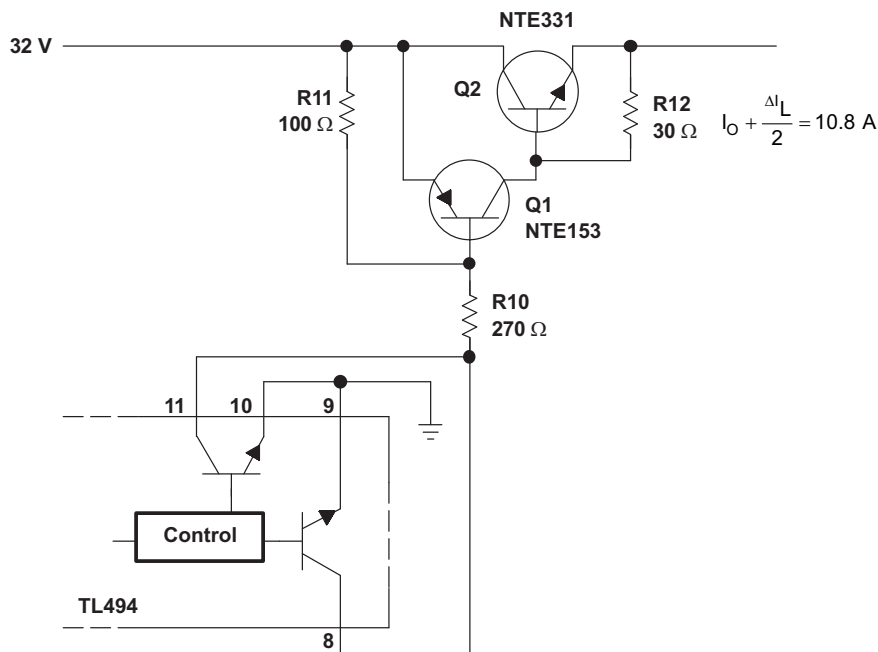 NTE331
32 V
Q2
R11
100 Ω
R12
30 Ω
I_O + ΔI_L / 2 = 10.8 A
Q1
NTE153
R10
270 Ω
11 10 9
Control
TL494
8